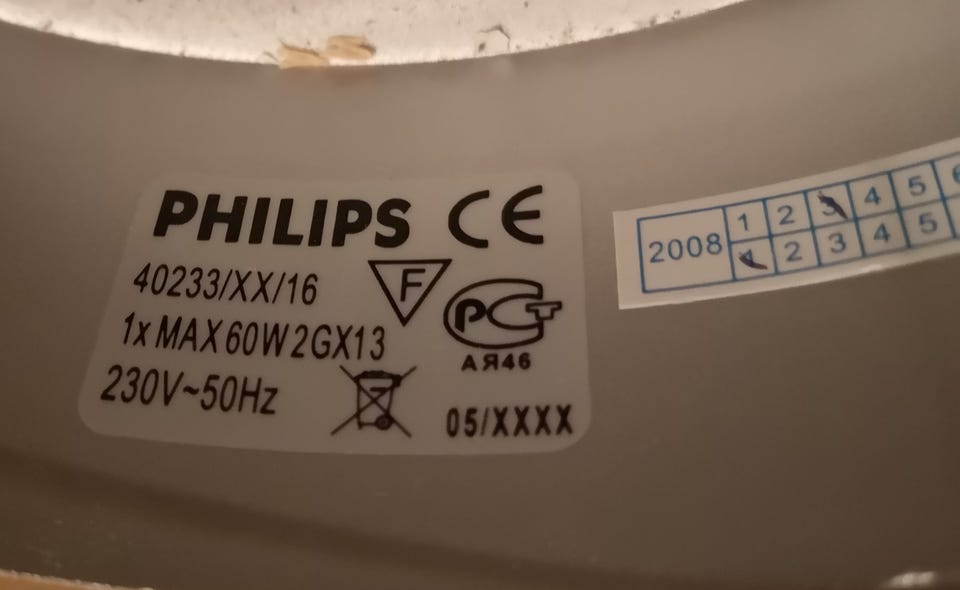 PHILIPS CE
40233/XX/16
F
1x MAX 60W 2GX13
PCT
АЯ46
230V~50Hz
05/XXXX
2008
1 2 3 4 5 6
1 2 3 4 5